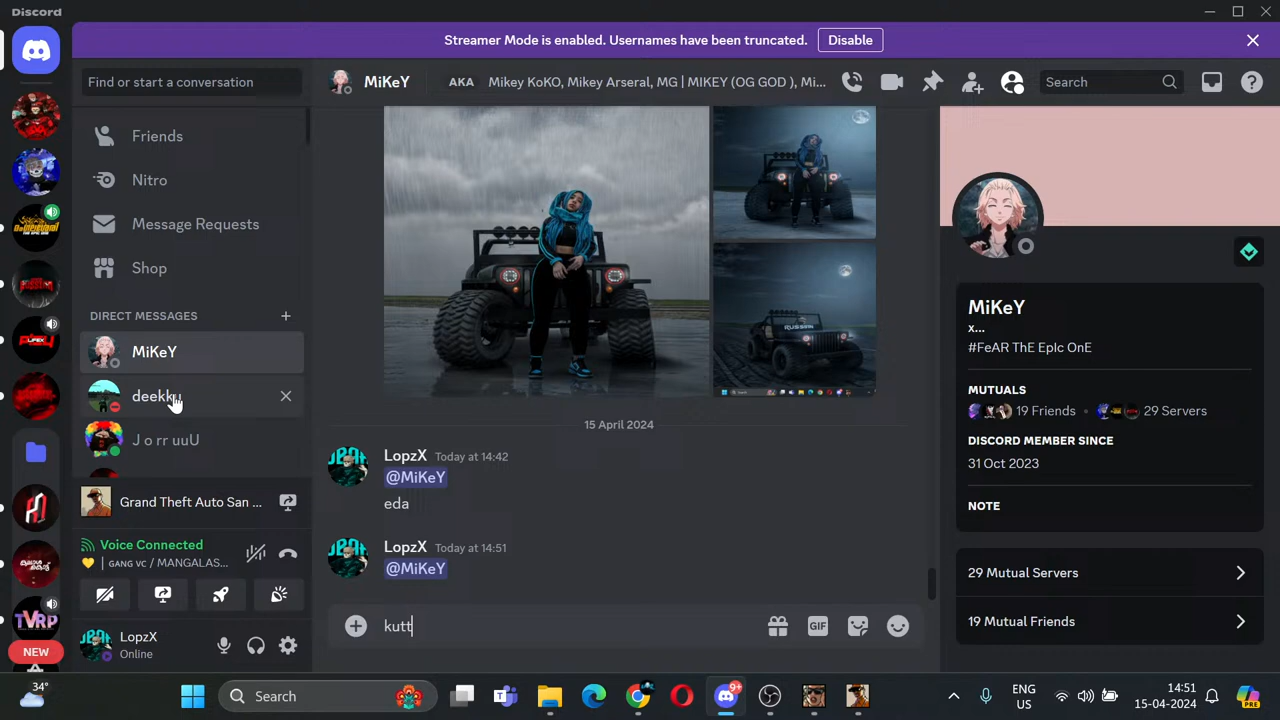 Discord
Streamer Mode is enabled. Usernames have been truncated.
Disable
Find or start a conversation
MiKeY
AKA
Mikey KoKO, Mikey Arseral, MG | MIKEY (OG GOD ), Mi...
Search
Friends
Nitro
Message Requests
Shop
DIRECT MESSAGES
MiKeY
deekku
J o rr uuU
Grand Theft Auto San ...
Voice Connected
💛 | GANG VC / MANGALAS...
LopzX
Online
NEW
15 April 2024
LopzX Today at 14:42
@MiKeY
eda
LopzX Today at 14:51
@MiKeY
kutt
GIF
MiKeY
x...
#FeAR ThE EpIc OnE
MUTUALS
19 Friends • 29 Servers
DISCORD MEMBER SINCE
31 Oct 2023
NOTE
29 Mutual Servers
19 Mutual Friends
TVRP
34°
Search
9+
ENG
US
14:51
15-04-2024
PRE